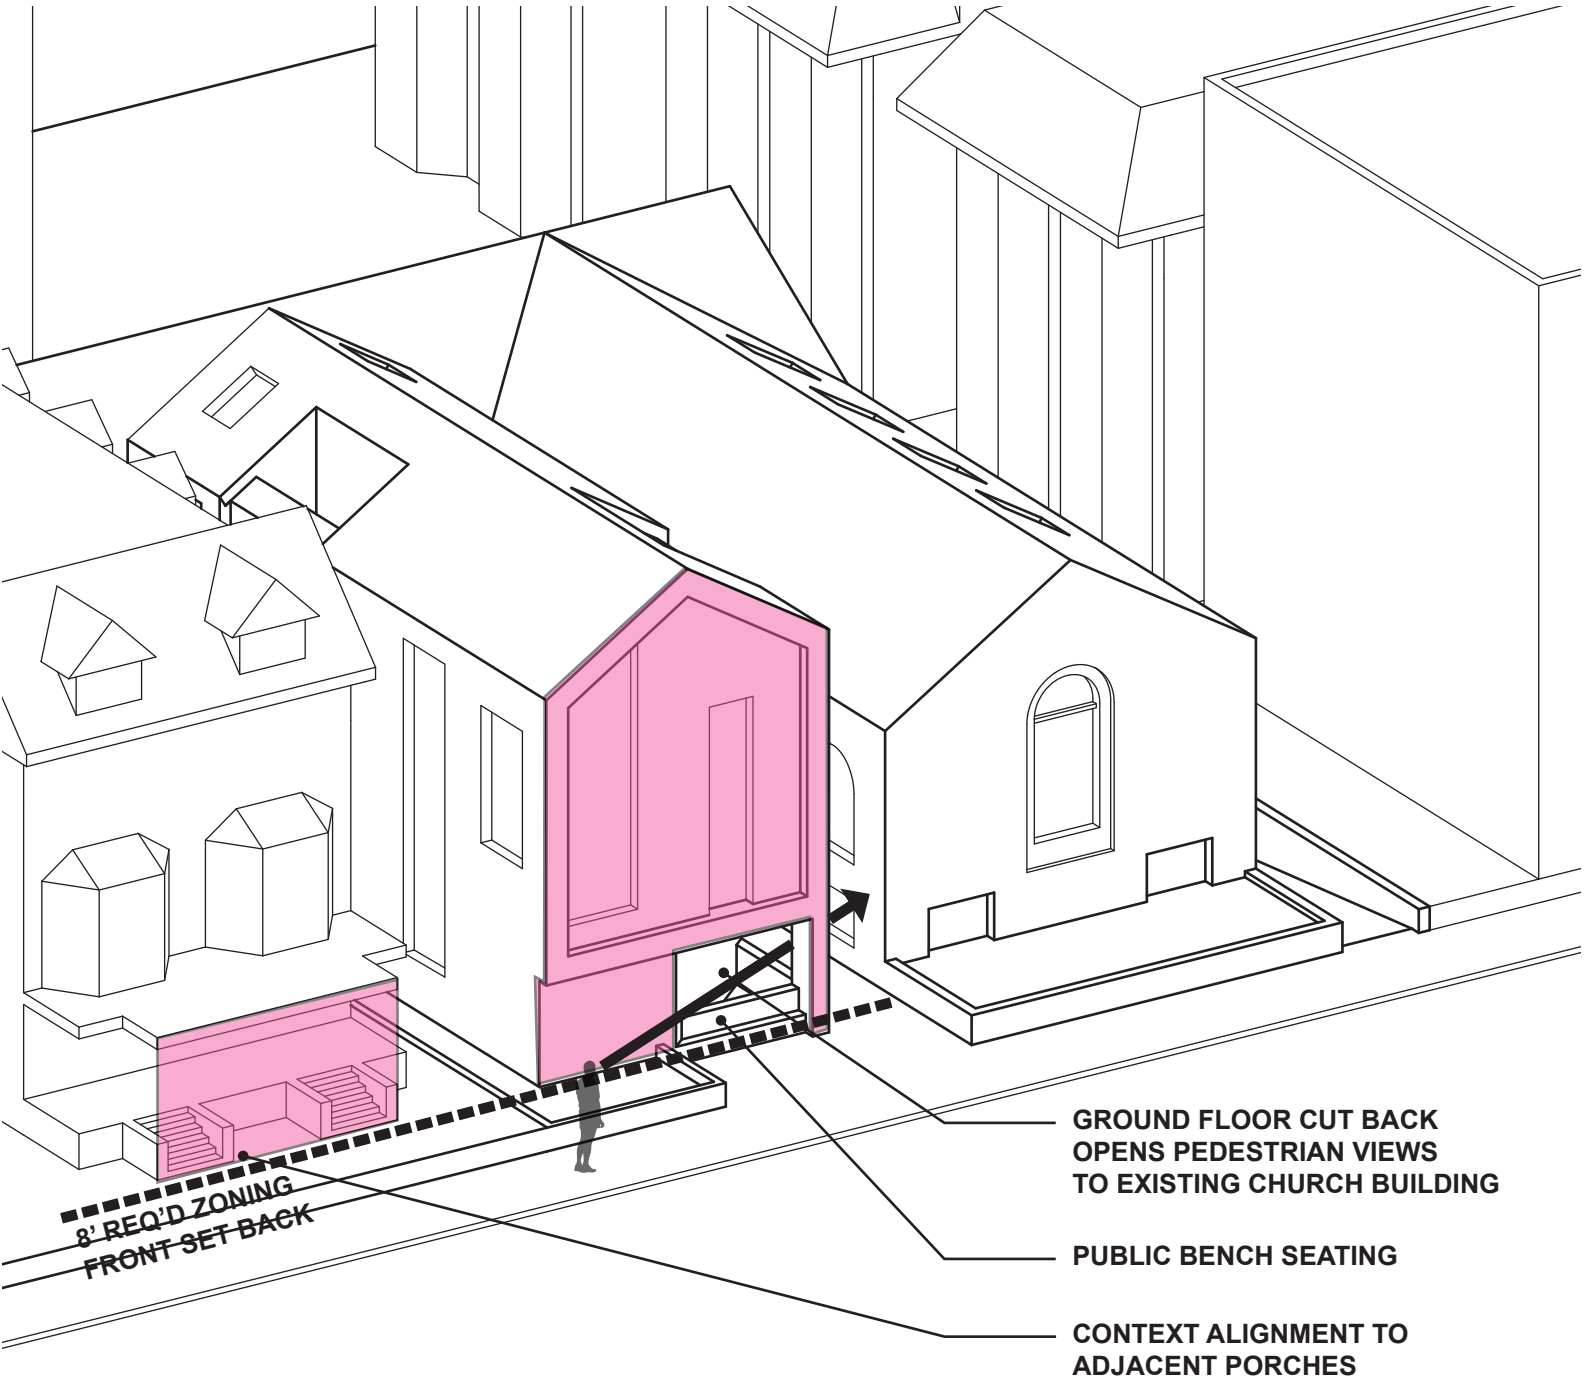 GROUND FLOOR CUT BACK
OPENS PEDESTRIAN VIEWS
TO EXISTING CHURCH BUILDING
8’ REQ’D ZONING
FRONT SET BACK
PUBLIC BENCH SEATING
CONTEXT ALIGNMENT TO
ADJACENT PORCHES